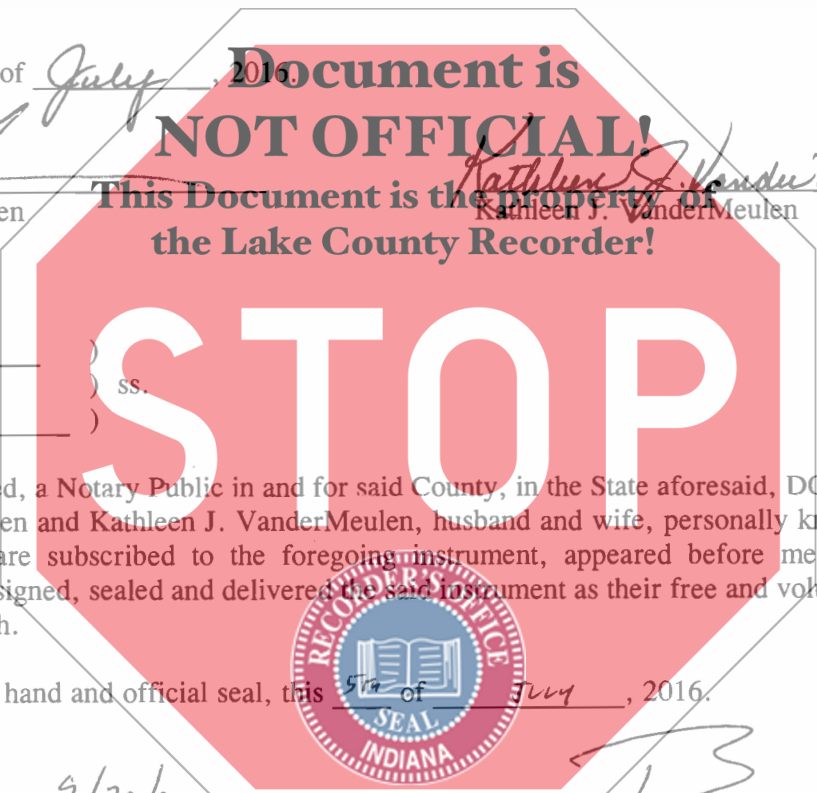 of July, 2016.
Document is
NOT OFFICIAL!
This Document is the property of
the Lake County Recorder!
Kathleen J. Vander
en
Kathleen J. VanderMeulen
)
) ss.
)
STOP
ed, a Notary Public in and for said County, in the State aforesaid, DO
en and Kathleen J. VanderMeulen, husband and wife, personally kn
are subscribed to the foregoing instrument, appeared before me
signed, sealed and delivered the said instrument as their free and vol
h.
hand and official seal, this 5th of July, 2016.
RECORDER'S OFFICE
SEAL
INDIANA